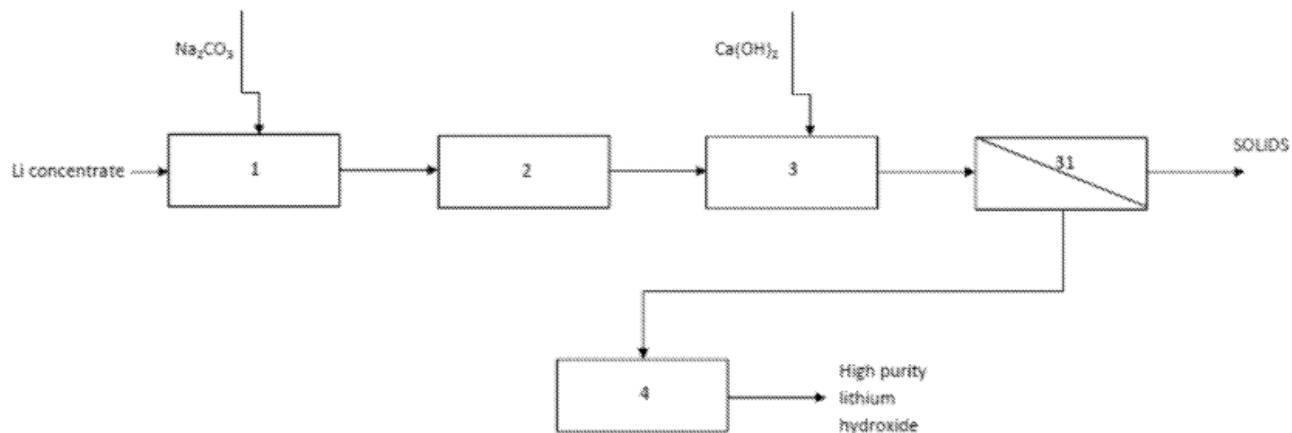 Na₂CO₃
Ca(OH)₂
Li concentrate
1
2
3
31
SOLIDS
4
High purity
lithium
hydroxide